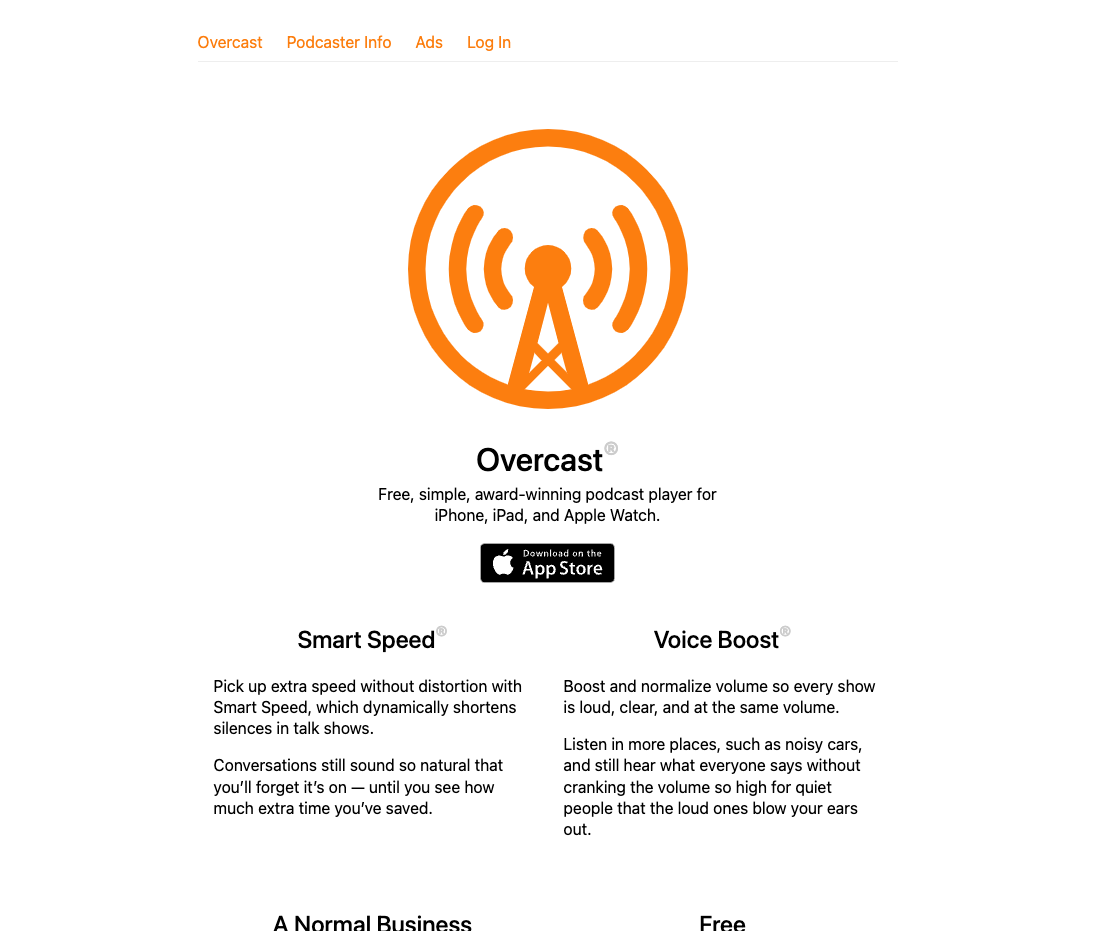 Overcast Podcaster Info Ads Log In
Overcast®
Free, simple, award-winning podcast player for
iPhone, iPad, and Apple Watch.
Download on the
App Store
Smart Speed®
Pick up extra speed without distortion with
Smart Speed, which dynamically shortens
silences in talk shows.
Conversations still sound so natural that
you’ll forget it’s on — until you see how
much extra time you’ve saved.
Voice Boost®
Boost and normalize volume so every show
is loud, clear, and at the same volume.
Listen in more places, such as noisy cars,
and still hear what everyone says without
cranking the volume so high for quiet
people that the loud ones blow your ears
out.
A Normal Business
Free